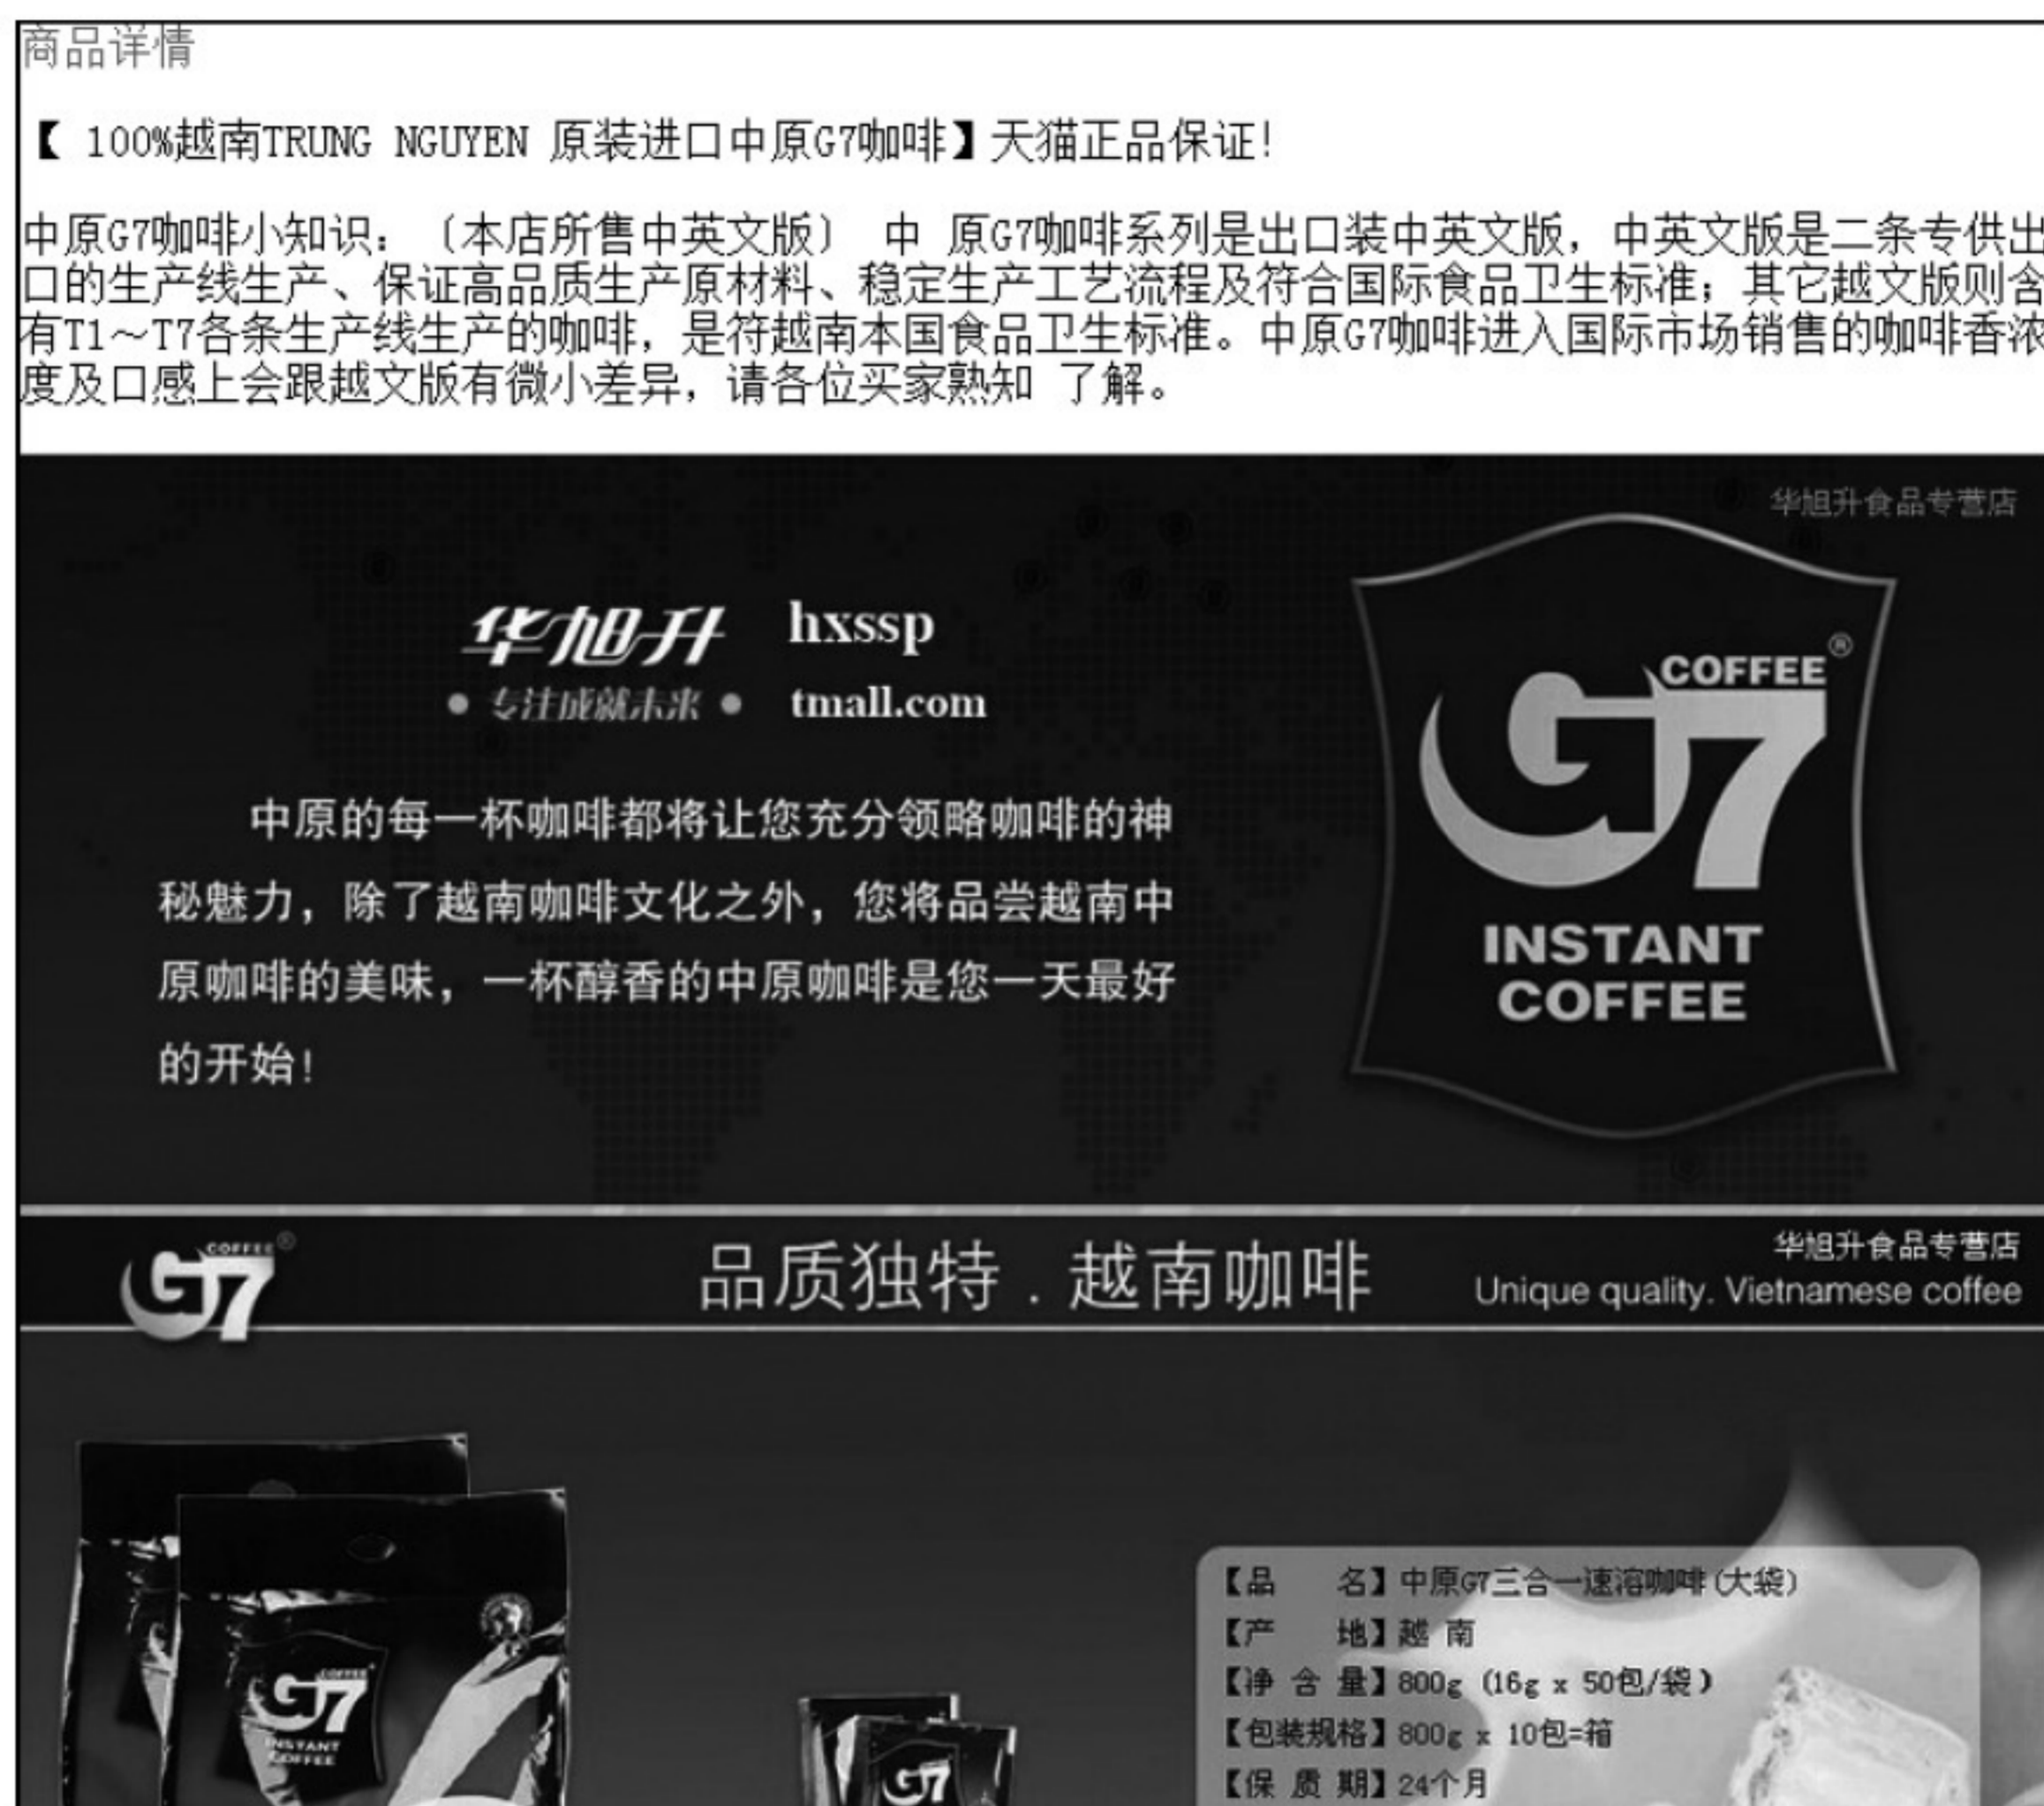 商品详情
【 100%越南TRUNG NGUYEN 原装进口中原G7咖啡】天猫正品保证!
中原G7咖啡小知识：〔本店所售中英文版〕 中 原G7咖啡系列是出口装中英文版，中英文版是二条专供出
口的生产线生产、保证高品质生产原材料、稳定生产工艺流程及符合国际食品卫生标准；其它越文版则含
有T1～T7各条生产线生产的咖啡，是符越南本国食品卫生标准。中原G7咖啡进入国际市场销售的咖啡香浓
度及口感上会跟越文版有微小差异，请各位买家熟知 了解。
华旭升食品专营店
华旭升 hxssp
• 专注成就未来 • tmall.com
中原的每一杯咖啡都将让您充分领略咖啡的神
秘魅力，除了越南咖啡文化之外，您将品尝越南中
原咖啡的美味，一杯醇香的中原咖啡是您一天最好
的开始!
G7 COFFEE®
INSTANT
COFFEE
G7 COFFEE®
品质独特 . 越南咖啡
华旭升食品专营店
Unique quality. Vietnamese coffee
G7 COFFEE
INSTANT
COFFEE
G7
【品 名】中原G7三合一速溶咖啡(大袋)
【产 地】越 南
【净 含 量】800g (16g x 50包/袋)
【包装规格】800g x 10包=箱
【保 质 期】24个月